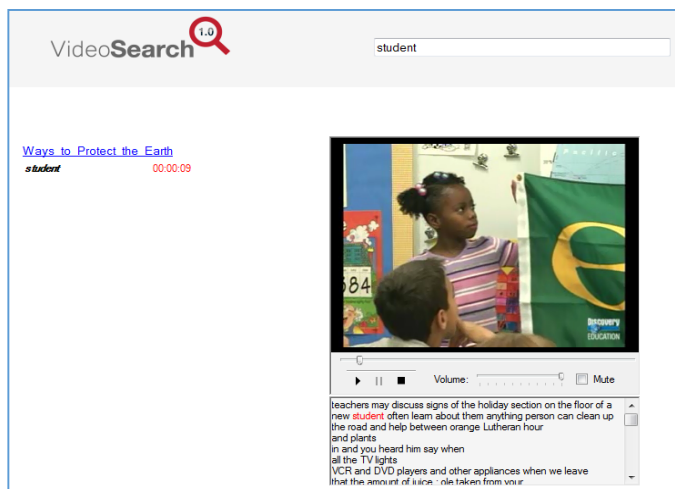 VideoSearch 1.0
student
Ways to Protect the Earth
student 00:00:09
384
e
Discovery
EDUCATION
Volume: Mute
teachers may discuss signs of the holiday section on the floor of a
new student often learn about them anything person can clean up
the road and help between orange Lutheran hour
and plants
in and you heard him say when
all the TV lights
VCR and DVD players and other appliances when we leave
that the amount of juice : ole taken from your